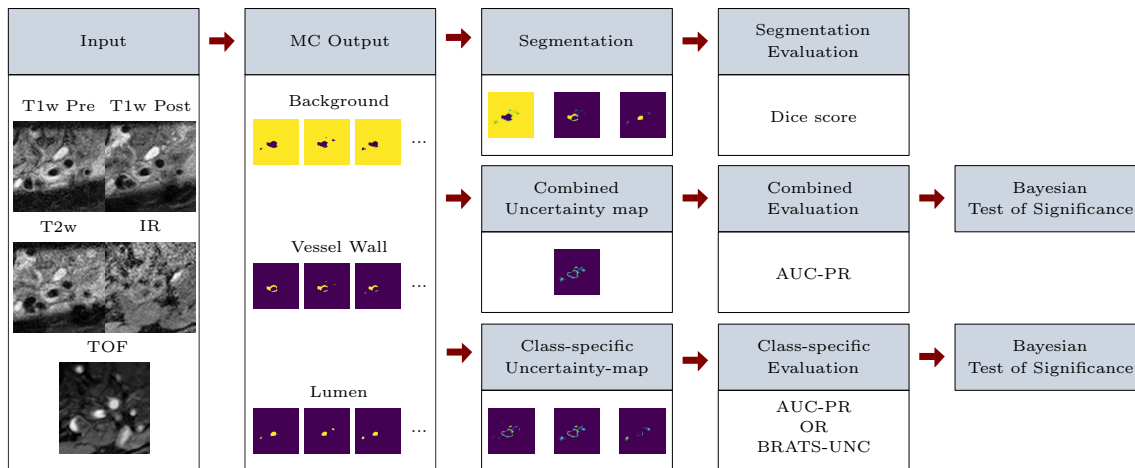 Input
T1w Pre
T1w Post
T2w
IR
TOF
MC Output
Background
...
Vessel Wall
...
Lumen
...
Segmentation
Segmentation
Evaluation
Dice score
Combined
Uncertainty map
Combined
Evaluation
AUC-PR
Bayesian
Test of Significance
Class-specific
Uncertainty-map
Class-specific
Evaluation
AUC-PR
OR
BRATS-UNC
Bayesian
Test of Significance